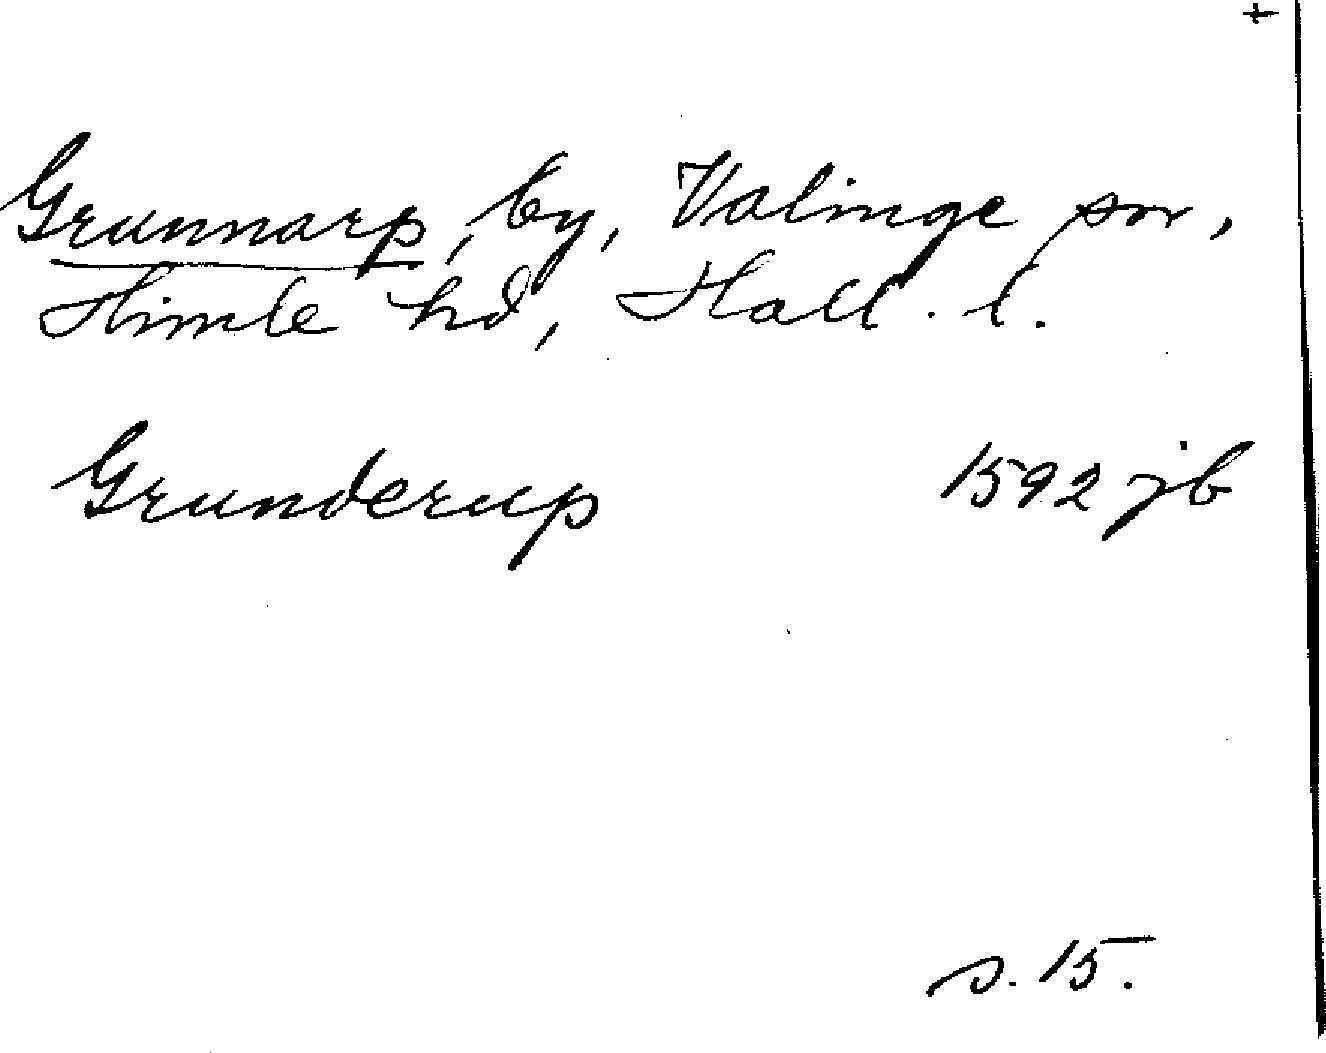 +
Grunnarp, by, Valinge sn,
Himle hd, Hall. l.
Grunderup 1592 jb
s. 15.